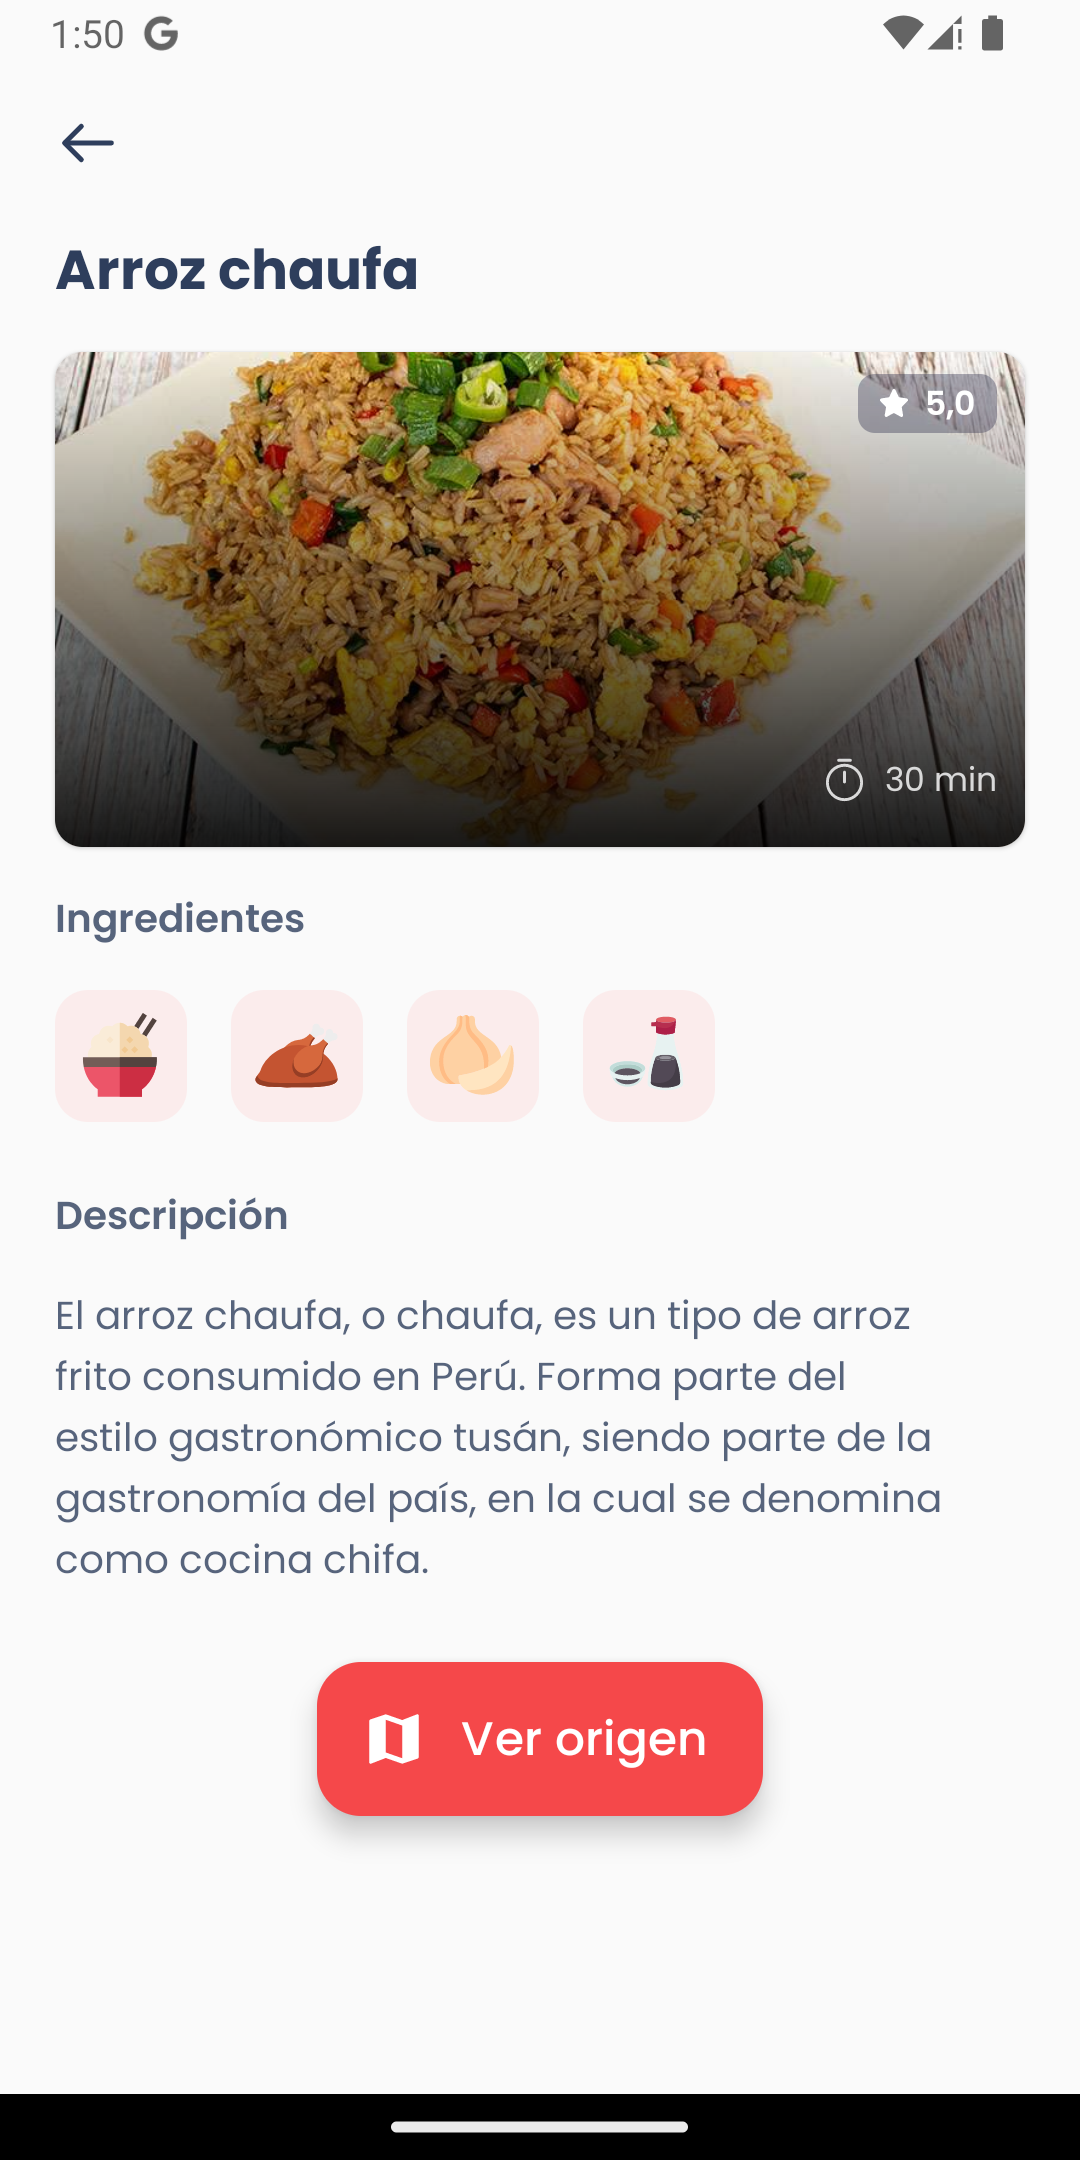 1:50
Arroz chaufa
5,0
30 min
Ingredientes
Descripción
El arroz chaufa, o chaufa, es un tipo de arroz
frito consumido en Perú. Forma parte del
estilo gastronómico tusán, siendo parte de la
gastronomía del país, en la cual se denomina
como cocina chifa.
Ver origen